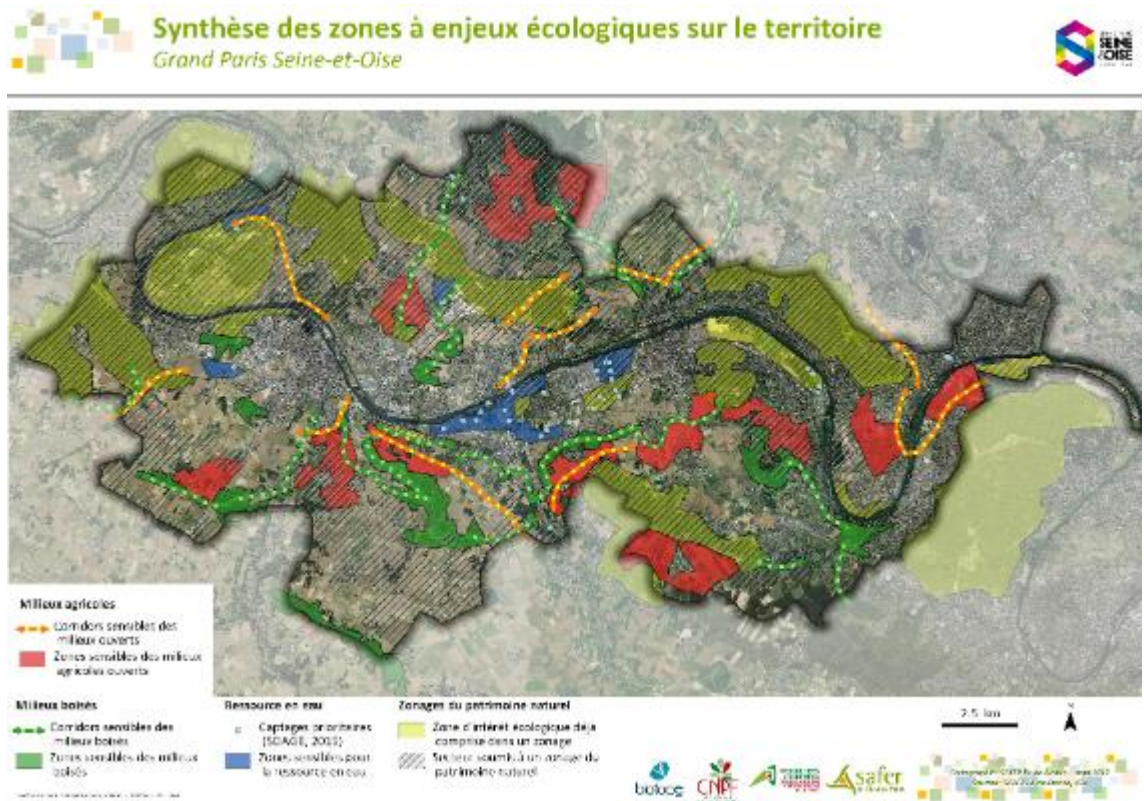 Synthèse des zones à enjeux écologiques sur le territoire
Grand Paris Seine-et-Oise
SEINE
&OISE
Milieux agricoles
Corridors sensibles des
milieux ouverts
Zones sensibles des milieux
agricoles ouverts
Milieux boisés
Corridors sensibles des
milieux boisés
Zones sensibles des milieux
boisés
Ressource en eau
Captages prioritaires
(SDAGE, 2015)
Zones sensibles pour
la ressource en eau
Zonages du patrimoine naturel
Zone d'intérêt écologique déjà
comprise dans un zonage
Secteur soumis à un zonage du
patrimoine naturel
2.5 km
N
biotope
CNPF
safer